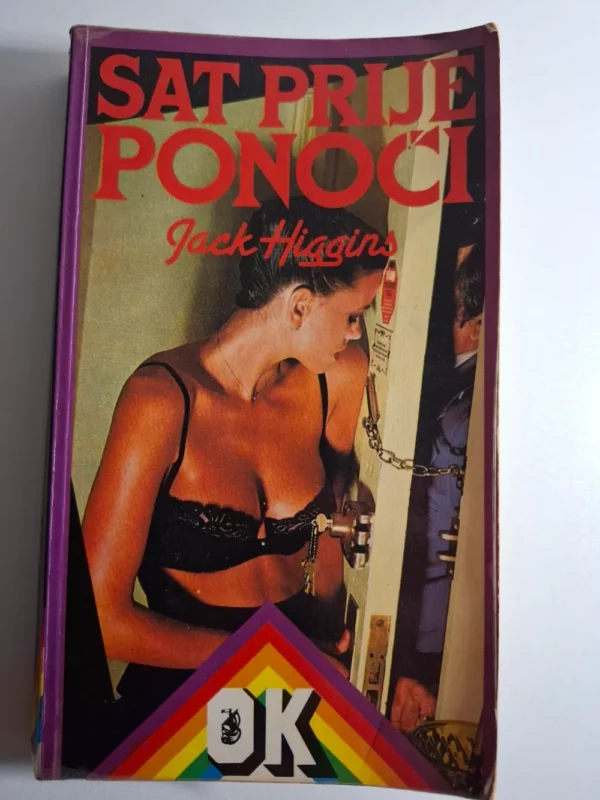 SAT PRIJE
PONOĆI
Jack Higgins
OK